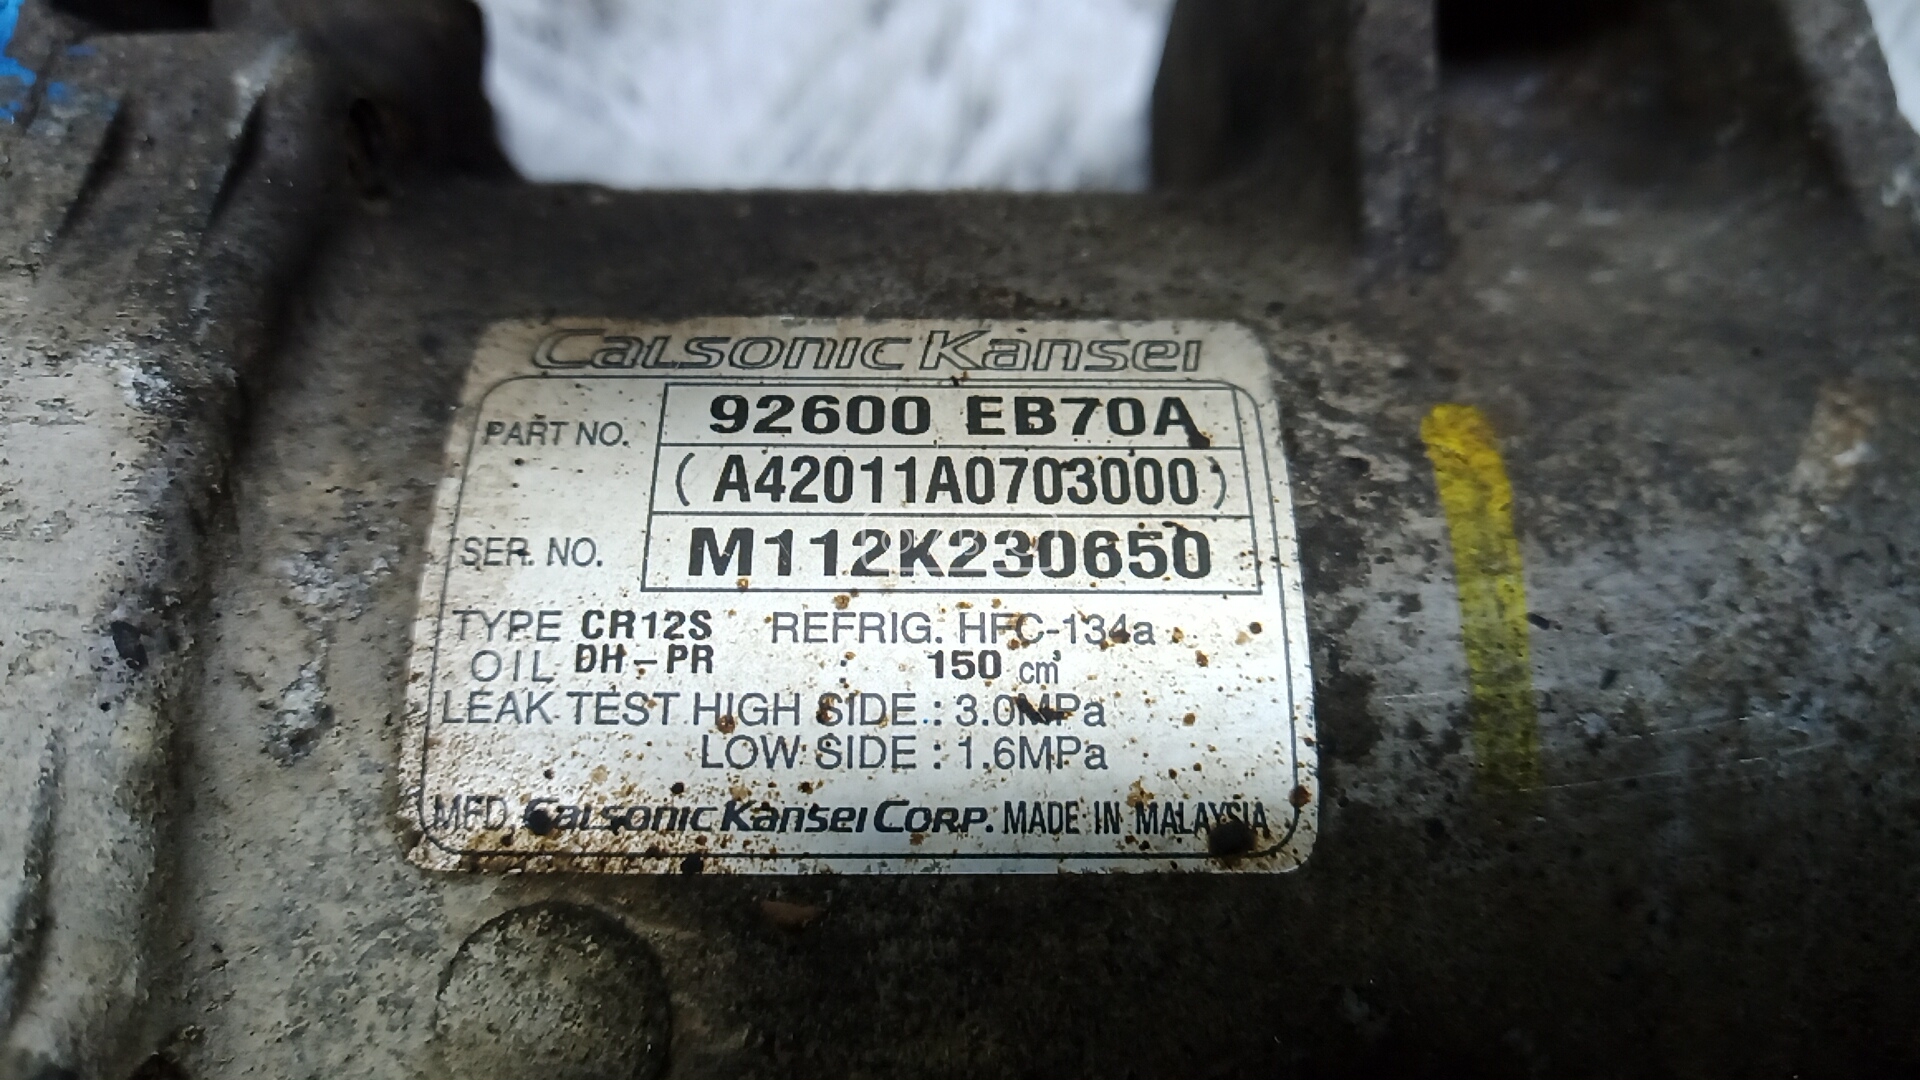 Calsonic Kansei
PART NO. 92600 EB70A
(A42011A0703000)
SER. NO. M112K230650
TYPE CR12S REFRIG. HFC-134a
OIL DH-PR 150 cm³
LEAK TEST HIGH SIDE : 3.0MPa
LOW SIDE : 1.6MPa
MFD. Calsonic Kansei Corp. MADE IN MALAYSIA